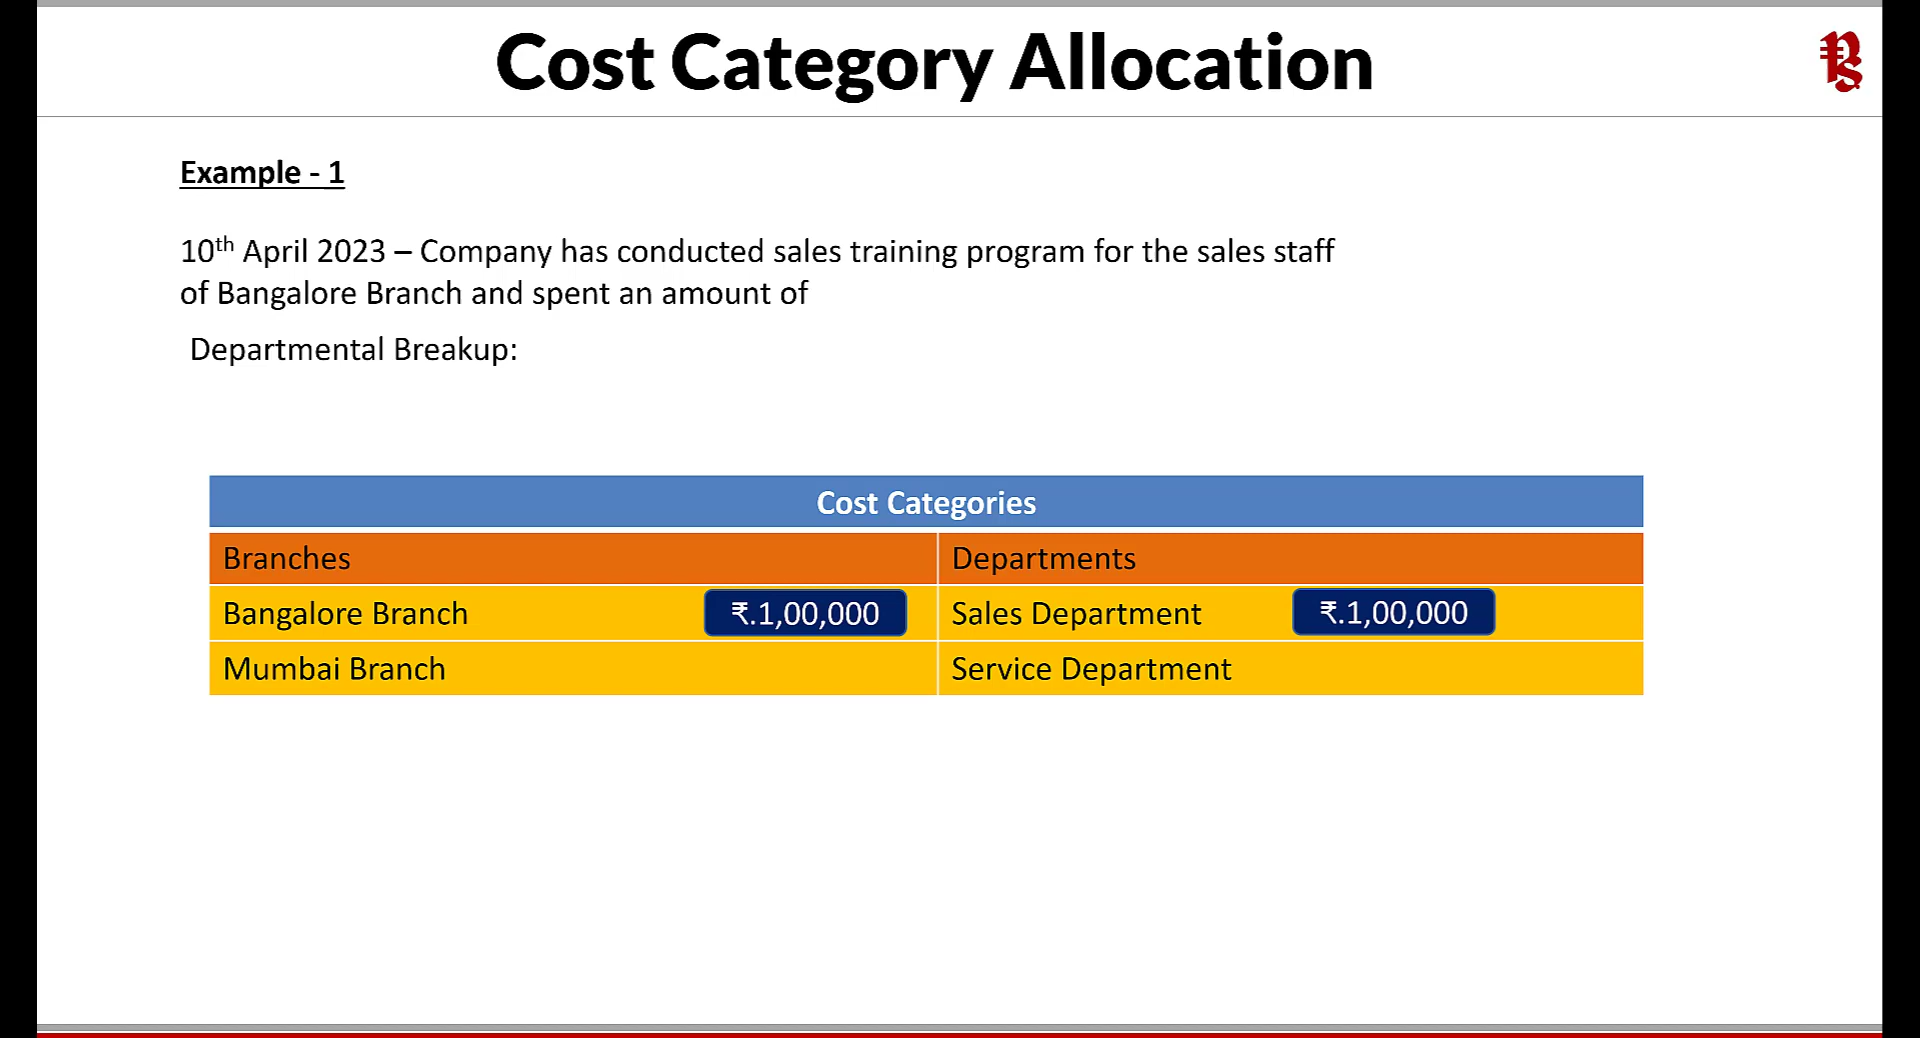 Cost Category Allocation
Example - 1
10th April 2023 – Company has conducted sales training program for the sales staff
of Bangalore Branch and spent an amount of
Departmental Breakup:
Cost Categories
Branches Departments
Bangalore Branch ₹.1,00,000 Sales Department ₹.1,00,000
Mumbai Branch Service Department